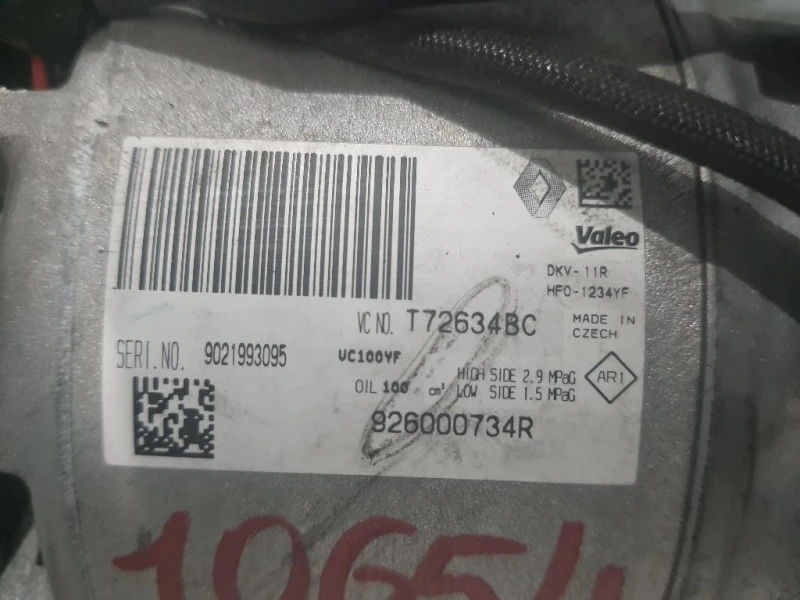 Valeo
DKV-11R
HFO-1234YF
VC NO. T72634BC
MADE IN
CZECH
SERI.NO. 9021993095
VC100YF
HIGH SIDE 2.9 MPaG
OIL 100 cm³ LOW SIDE 1.5 MPaG
AR1
926000734R
10654